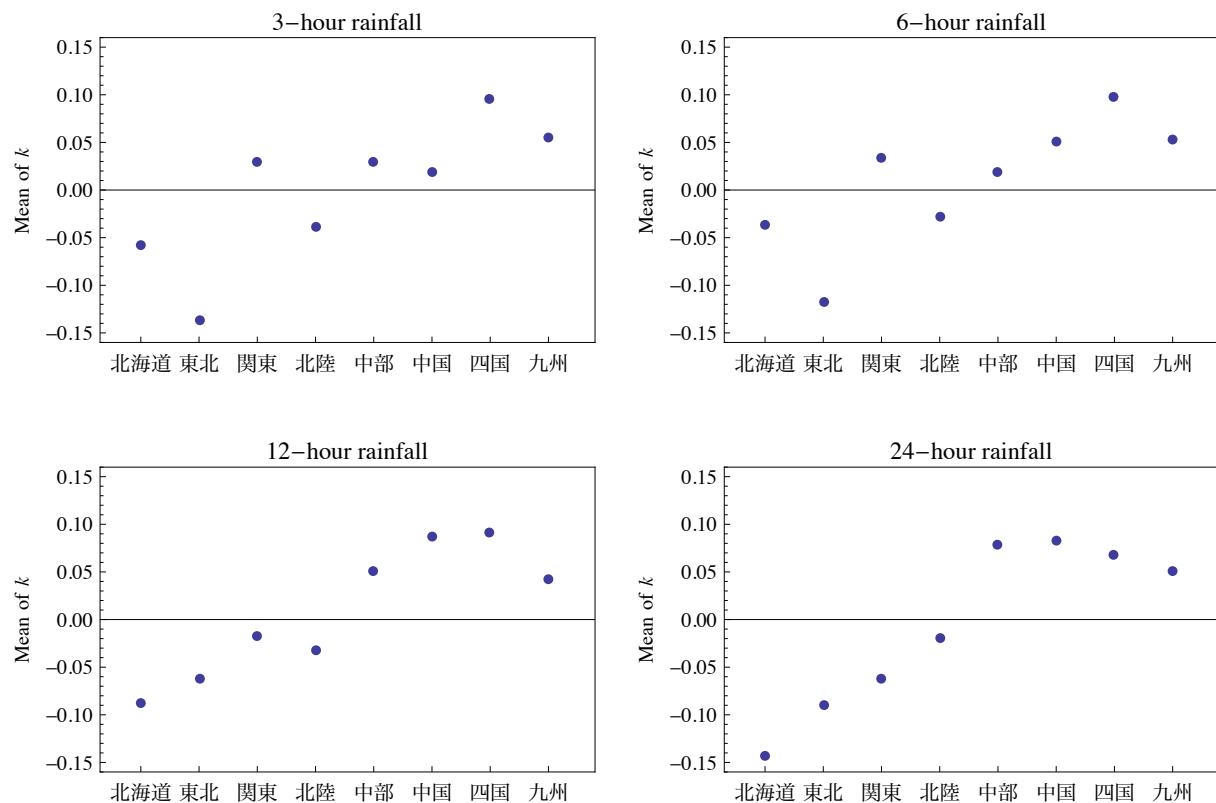 3−hour rainfall
0.15
0.10
0.05
0.00
−0.05
−0.10
−0.15
Mean of k
北海道 東北 関東 北陸 中部 中国 四国 九州
6−hour rainfall
0.15
0.10
0.05
0.00
−0.05
−0.10
−0.15
Mean of k
北海道 東北 関東 北陸 中部 中国 四国 九州
12−hour rainfall
0.15
0.10
0.05
0.00
−0.05
−0.10
−0.15
Mean of k
北海道 東北 関東 北陸 中部 中国 四国 九州
24−hour rainfall
0.15
0.10
0.05
0.00
−0.05
−0.10
−0.15
Mean of k
北海道 東北 関東 北陸 中部 中国 四国 九州